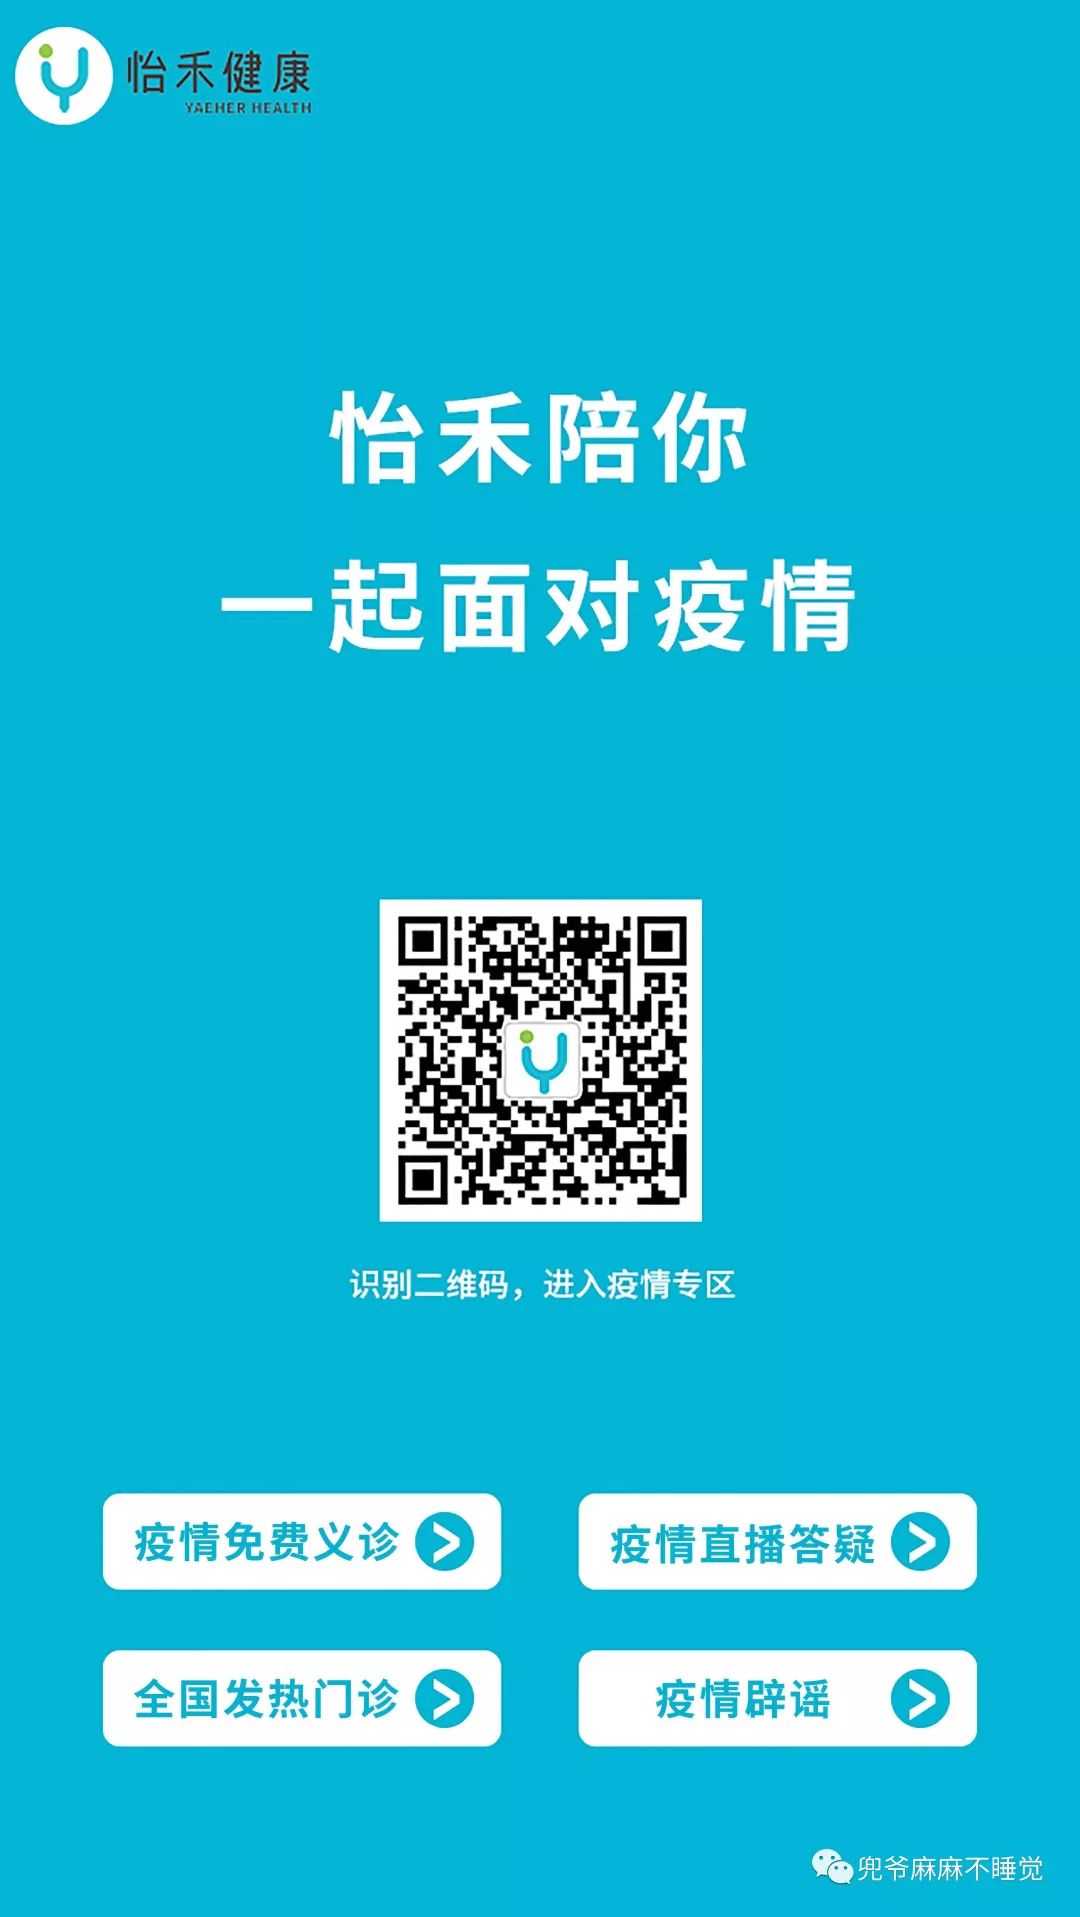 怡禾健康
YAEHER HEALTH
怡禾陪你
一起面对疫情
识别二维码，进入疫情专区
疫情免费义诊
疫情直播答疑
全国发热门诊
疫情辟谣
兜爷麻麻不睡觉